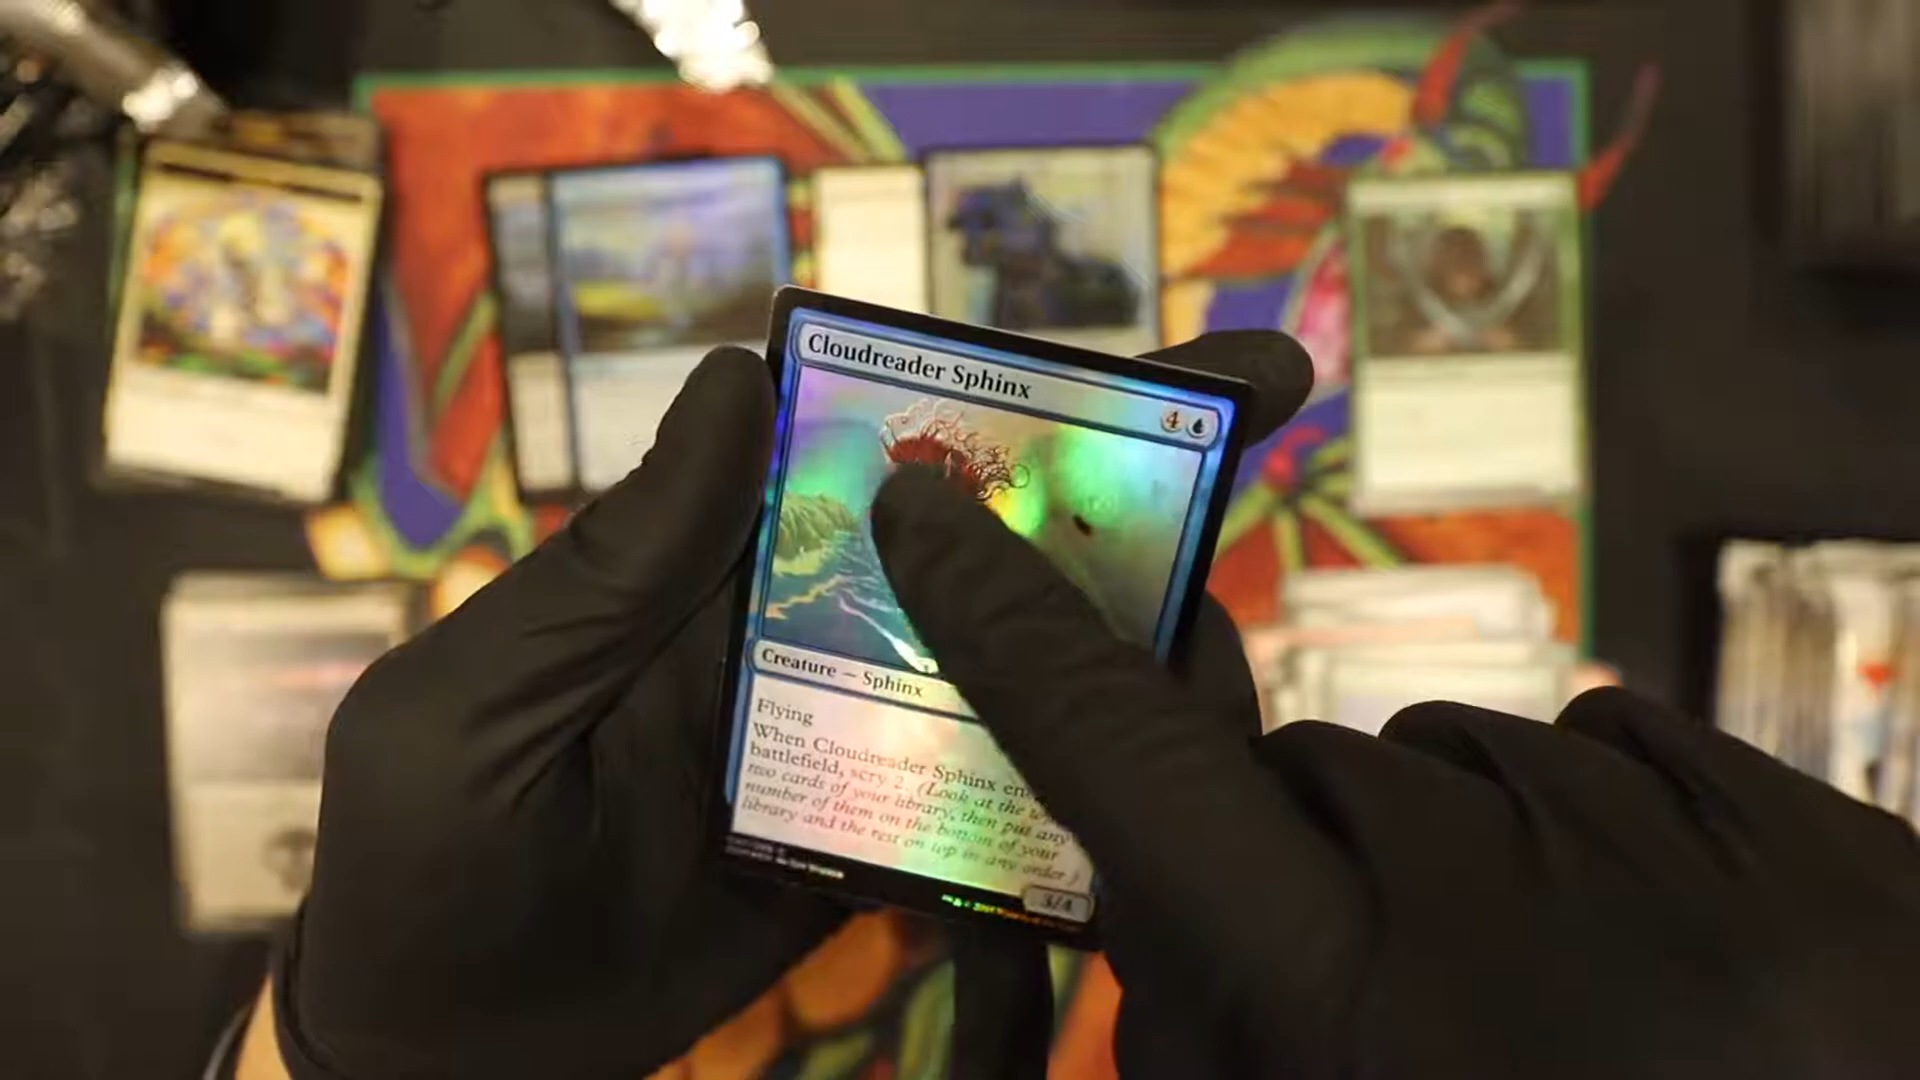 Cloudreader Sphinx
4
Creature — Sphinx
Flying
When Cloudreader Sphinx
battlefield, scry 2. (Look at the
two cards of your library, then put any
number of them on the bottom of your
library and the rest on top in any order.)
3/4